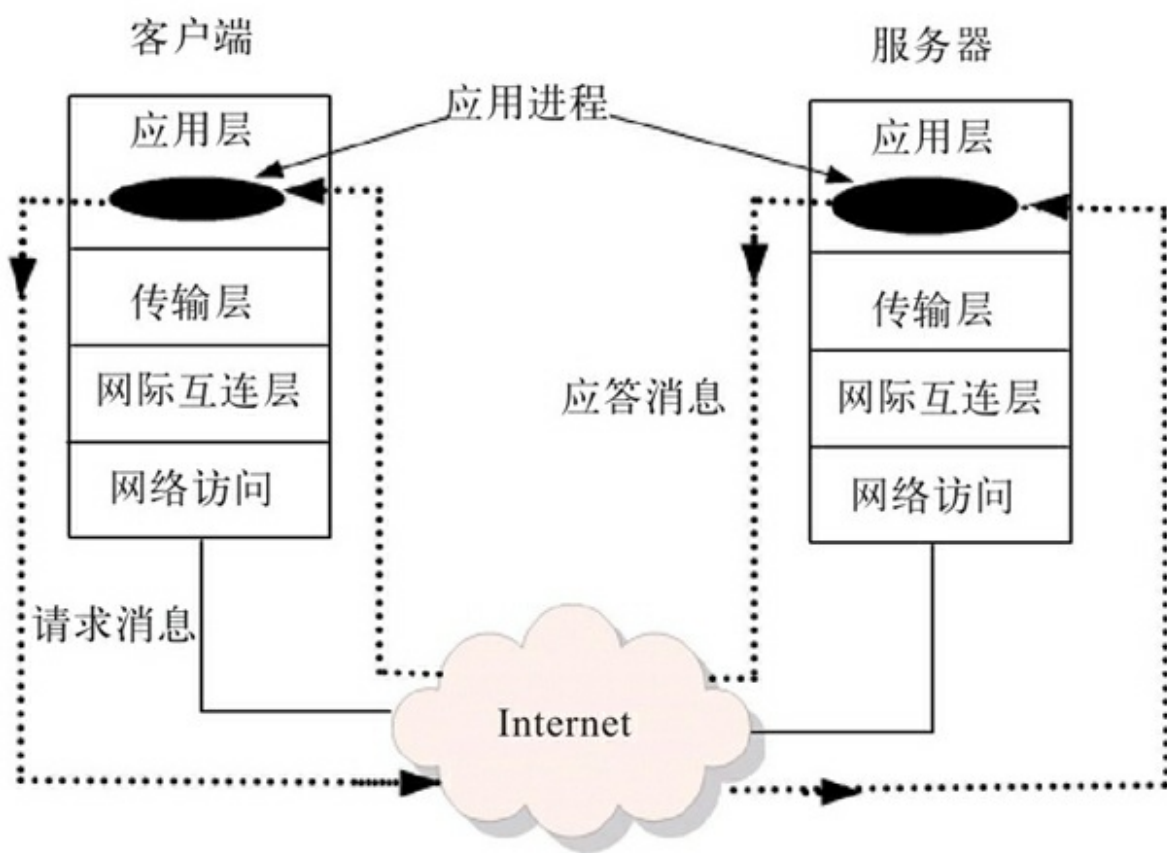 客户端
服务器
应用进程
应用层
应用层
传输层
传输层
网际互连层
应答消息
网际互连层
网络访问
网络访问
请求消息
Internet